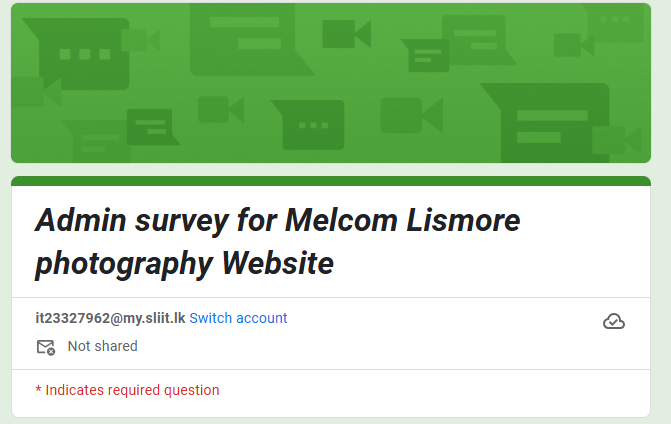 Admin survey for Melcom Lismore
photography Website
it23327962@my.sliit.lk Switch account
Not shared
* Indicates required question